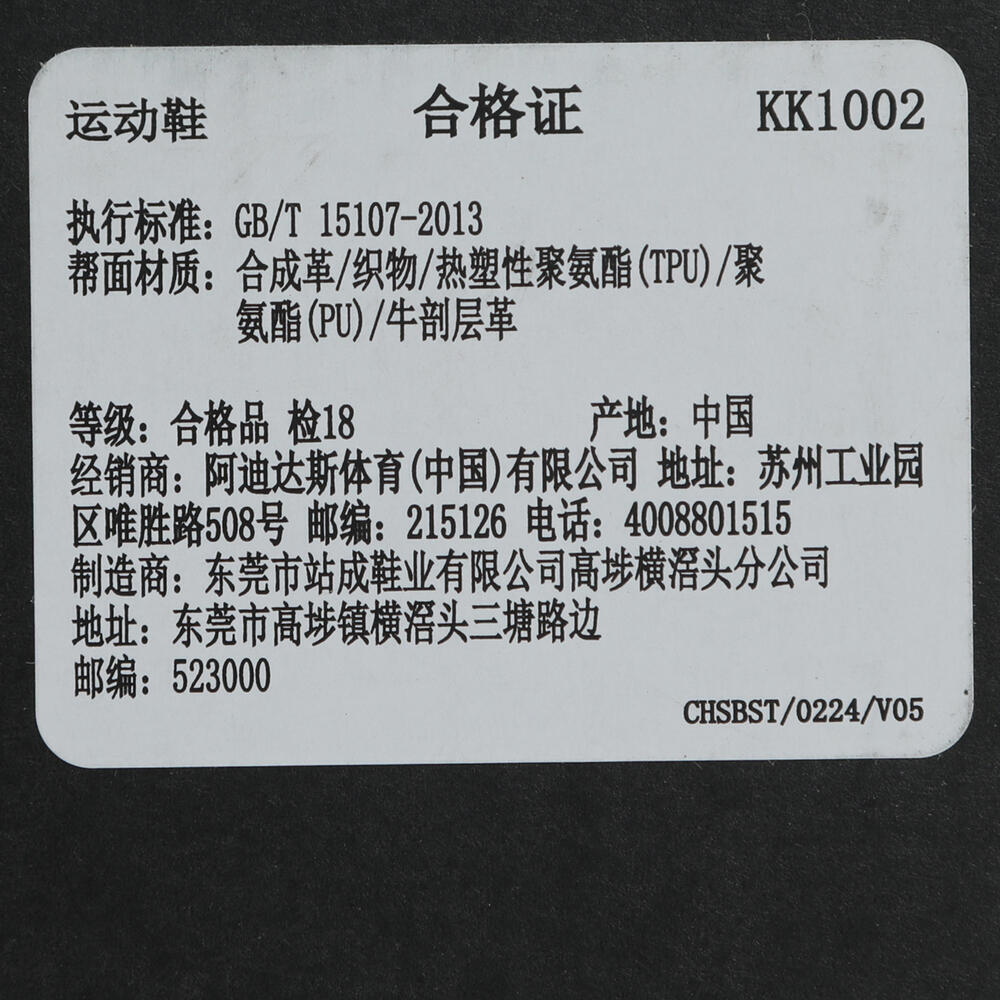 运动鞋 合格证 KK1002
执行标准：GB/T 15107-2013
帮面材质：合成革/织物/热塑性聚氨酯(TPU)/聚
氨酯(PU)/牛剖层革
等级：合格品 检18 产地：中国
经销商：阿迪达斯体育(中国)有限公司 地址：苏州工业园
区唯胜路508号 邮编：215126 电话：4008801515
制造商：东莞市站成鞋业有限公司高埗横滘头分公司
地址：东莞市高埗镇横滘头三塘路边
邮编：523000
CHSBST/0224/V05